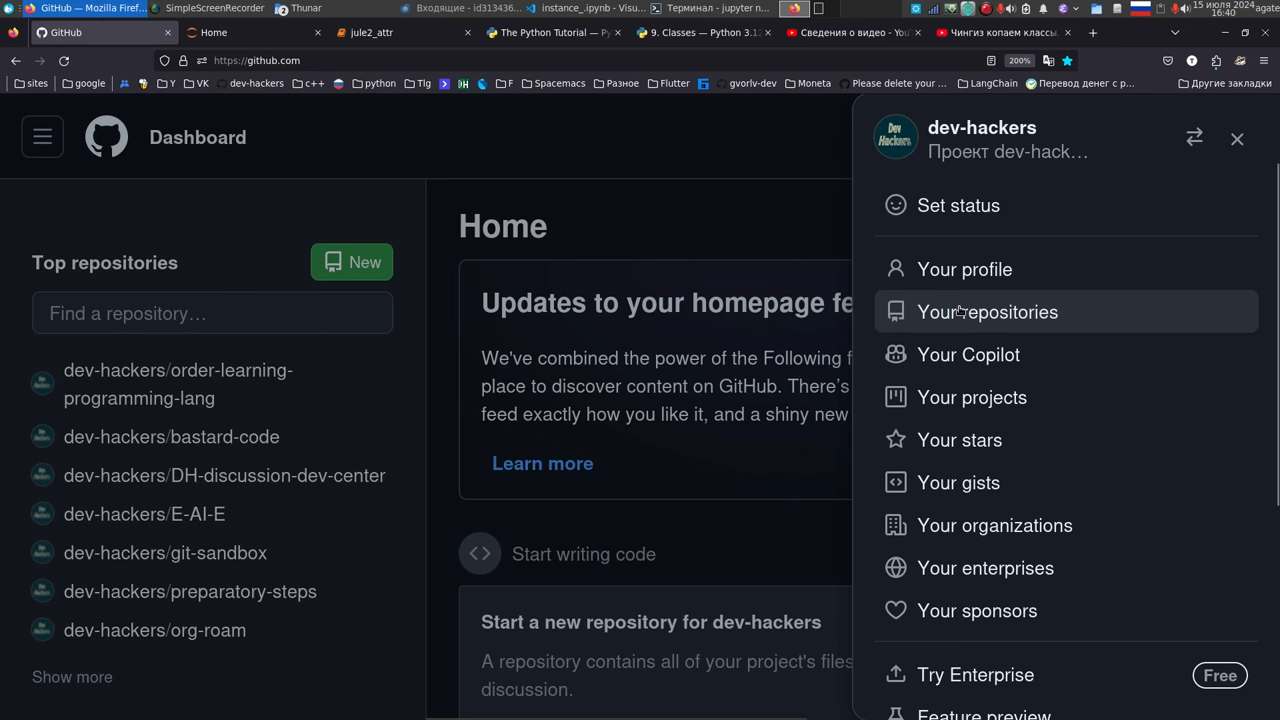 GitHub — Mozilla Firef...
SimpleScreenRecorder
2 Thunar
Входящие - id313436...
instance_.ipynb - Visu...
Терминал - jupyter n...
15 июля 2024
16:40
agate
GitHub
Home
jule2_attr
The Python Tutorial — Py
9. Classes — Python 3.1
Сведения о видео - You
Чингиз копаем классы.
https://github.com
200%
sites
google
Y
VK
dev-hackers
c++
python
Tlg
F
Spacemacs
Разное
Flutter
gvorlv-dev
Moneta
Please delete your ...
LangChain
Перевод денег с р...
Другие закладки
Dashboard
Top repositories
New
Find a repository…
dev-hackers/order-learning-
programming-lang
dev-hackers/bastard-code
dev-hackers/DH-discussion-dev-center
dev-hackers/E-AI-E
dev-hackers/git-sandbox
dev-hackers/preparatory-steps
dev-hackers/org-roam
Show more
Home
Updates to your homepage fe
We've combined the power of the Following f
place to discover content on GitHub. There's
feed exactly how you like it, and a shiny new
Learn more
Start writing code
Start a new repository for dev-hackers
A repository contains all of your project's files
discussion.
Dev
Hackers
dev-hackers
Проект dev-hack…
Set status
Your profile
Your repositories
Your Copilot
Your projects
Your stars
Your gists
Your organizations
Your enterprises
Your sponsors
Try Enterprise
Free
Feature preview